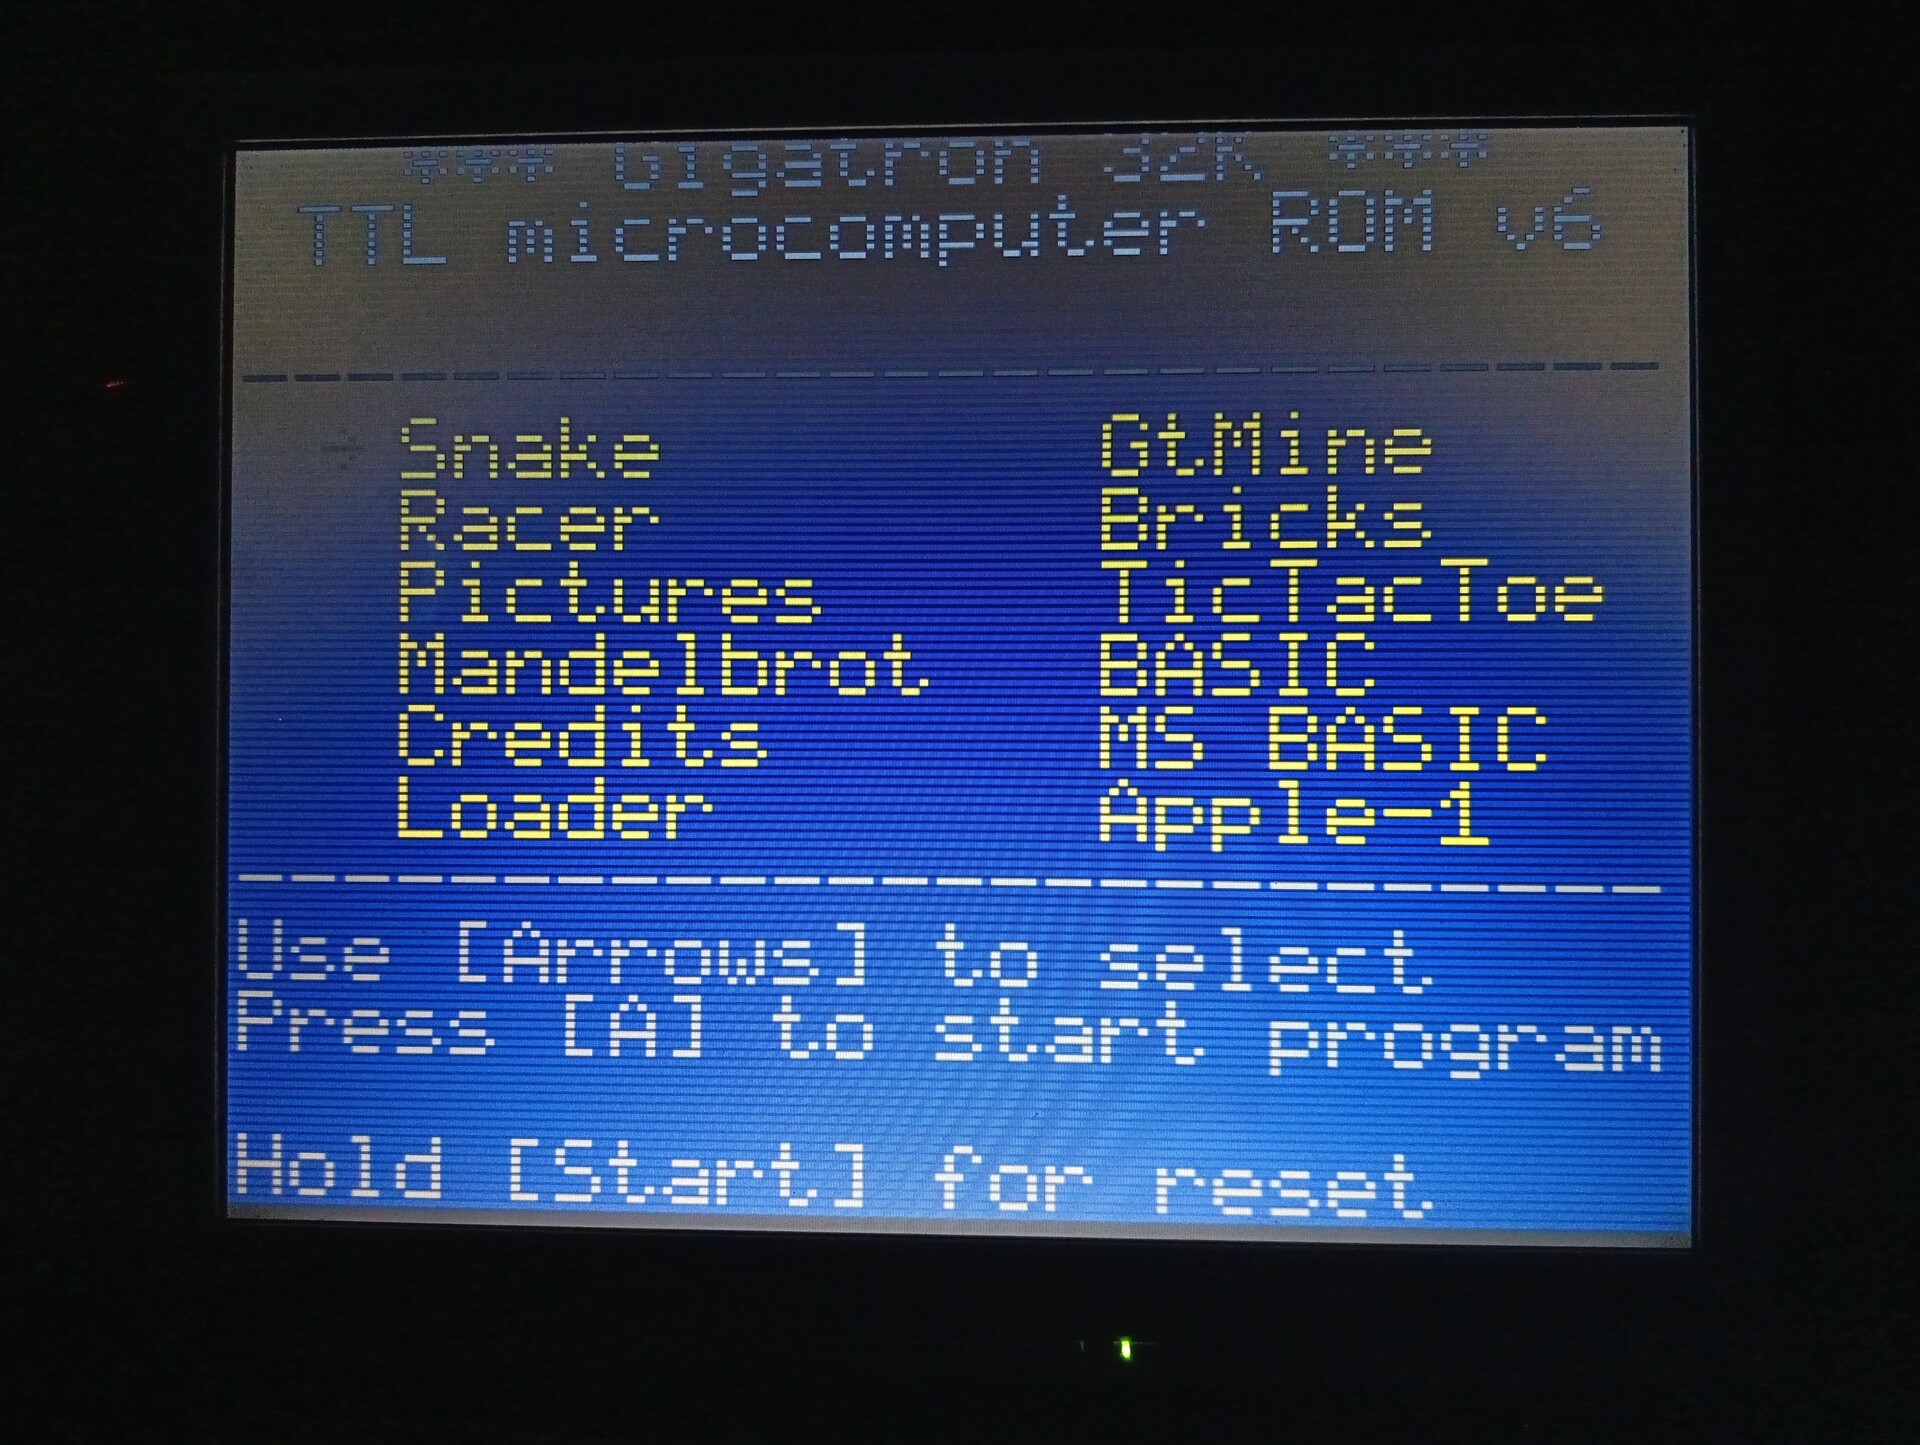 *** Gigatron 32K ***
TTL microcomputer ROM v6
Snake GtMine
Racer Bricks
Pictures TicTacToe
Mandelbrot BASIC
Credits MS BASIC
Loader Apple-1
Use [Arrows] to select
Press [A] to start program
Hold [Start] for reset